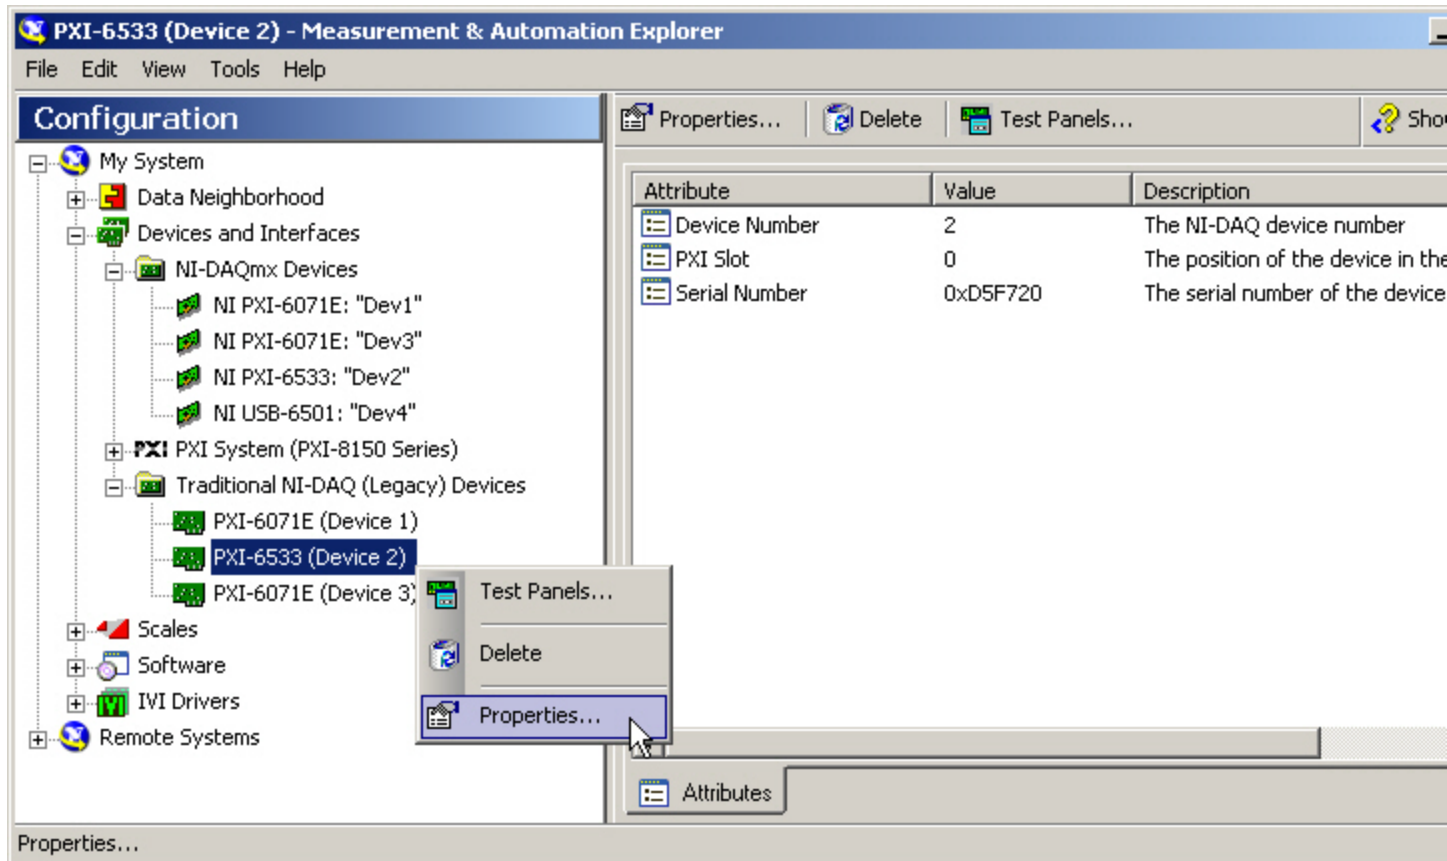 PXI-6533 (Device 2) - Measurement & Automation Explorer
File Edit View Tools Help
Configuration
Properties... Delete Test Panels...
My System
Data Neighborhood
Devices and Interfaces
NI-DAQmx Devices
NI PXI-6071E: "Dev1"
NI PXI-6071E: "Dev3"
NI PXI-6533: "Dev2"
NI USB-6501: "Dev4"
PXI PXI System (PXI-8150 Series)
Traditional NI-DAQ (Legacy) Devices
PXI-6071E (Device 1)
PXI-6533 (Device 2)
PXI-6071E (Device 3)
Scales
Software
IVI Drivers
Remote Systems
Test Panels...
Delete
Properties...
Attribute Value Description
Device Number 2 The NI-DAQ device number
PXI Slot 0 The position of the device in the
Serial Number 0xD5F720 The serial number of the device
Attributes
Properties...